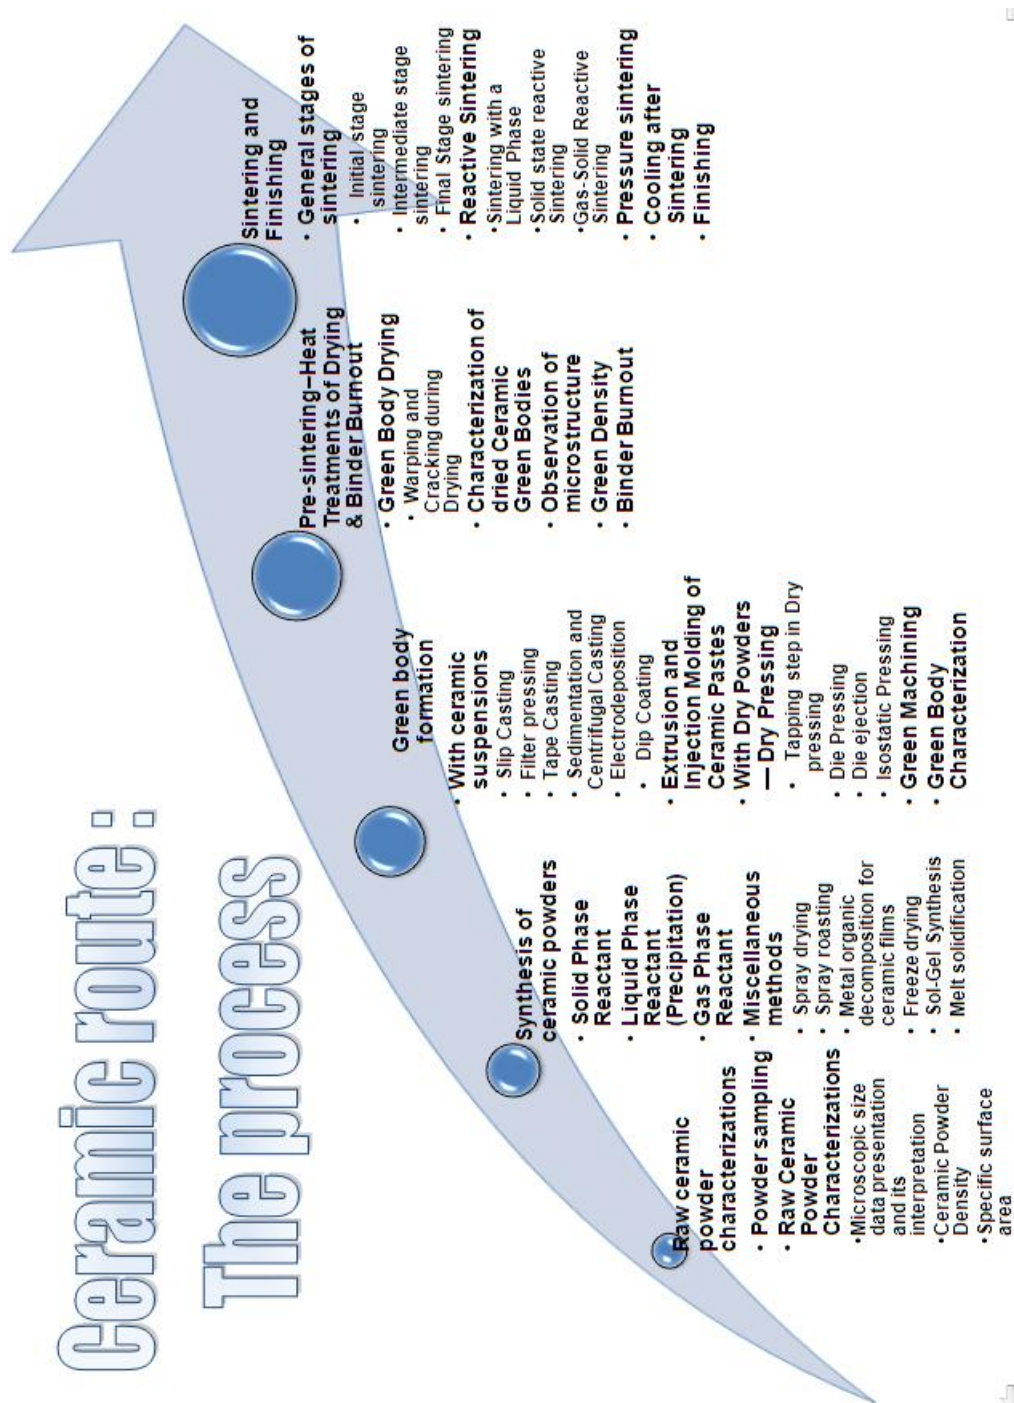 Ceramic route :
The process
Raw ceramic
powder
characterizations
• Powder sampling
• Raw Ceramic
Powder
Characterizations
•Microscopic size
data presentation
and its
interpretation
•Ceramic Powder
Density
•Specific surface
area
Synthesis of
ceramic powders
• Solid Phase
Reactant
• Liquid Phase
Reactant
(Precipitation)
• Gas Phase
Reactant
• Miscellaneous
methods
• Spray drying
• Spray roasting
• Metal organic
decomposition for
ceramic films
• Freeze drying
• Sol-Gel Synthesis
• Melt solidification
Green body
formation
• With ceramic
suspensions
• Slip Casting
• Filter pressing
• Tape Casting
• Sedimentation and
Centrifugal Casting
• Electrodeposition
• Dip Coating
• Extrusion and
Injection Molding of
Ceramic Pastes
• With Dry Powders
— Dry Pressing
• Tapping step in Dry
pressing
• Die Pressing
• Die ejection
• Isostatic Pressing
• Green Machining
• Green Body
Characterization
Pre-sintering–Heat
Treatments of Drying
& Binder Burnout
• Green Body Drying
• Warping and
Cracking during
Drying
• Characterization of
dried Ceramic
Green Bodies
• Observation of
microstructure
• Green Density
• Binder Burnout
Sintering and
Finishing
• General stages of
sintering
• Initial stage
sintering
• Intermediate stage
sintering
• Final Stage sintering
• Reactive Sintering
•Sintering with a
Liquid Phase
•Solid state reactive
Sintering
•Gas-Solid Reactive
Sintering
• Pressure sintering
• Cooling after
Sintering
• Finishing